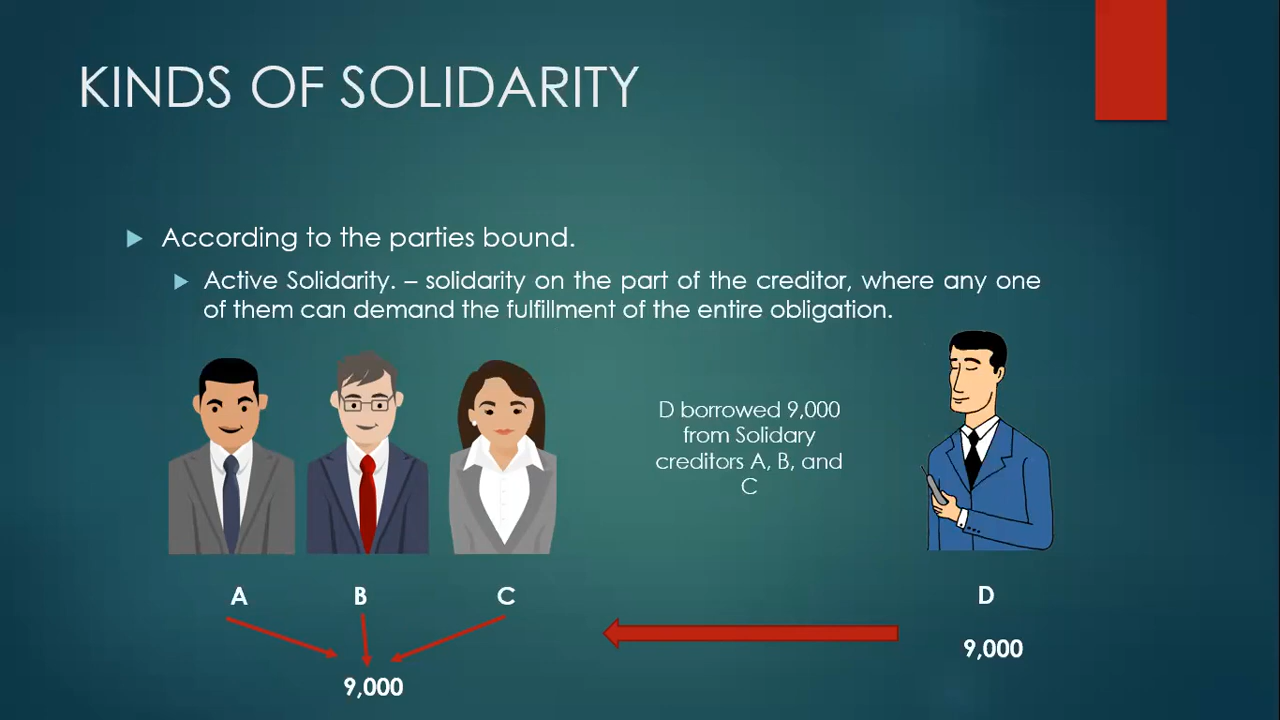 KINDS OF SOLIDARITY
According to the parties bound.
Active Solidarity. – solidarity on the part of the creditor, where any one
of them can demand the fulfillment of the entire obligation.
D borrowed 9,000
from Solidary
creditors A, B, and
C
A B C D
9,000
9,000